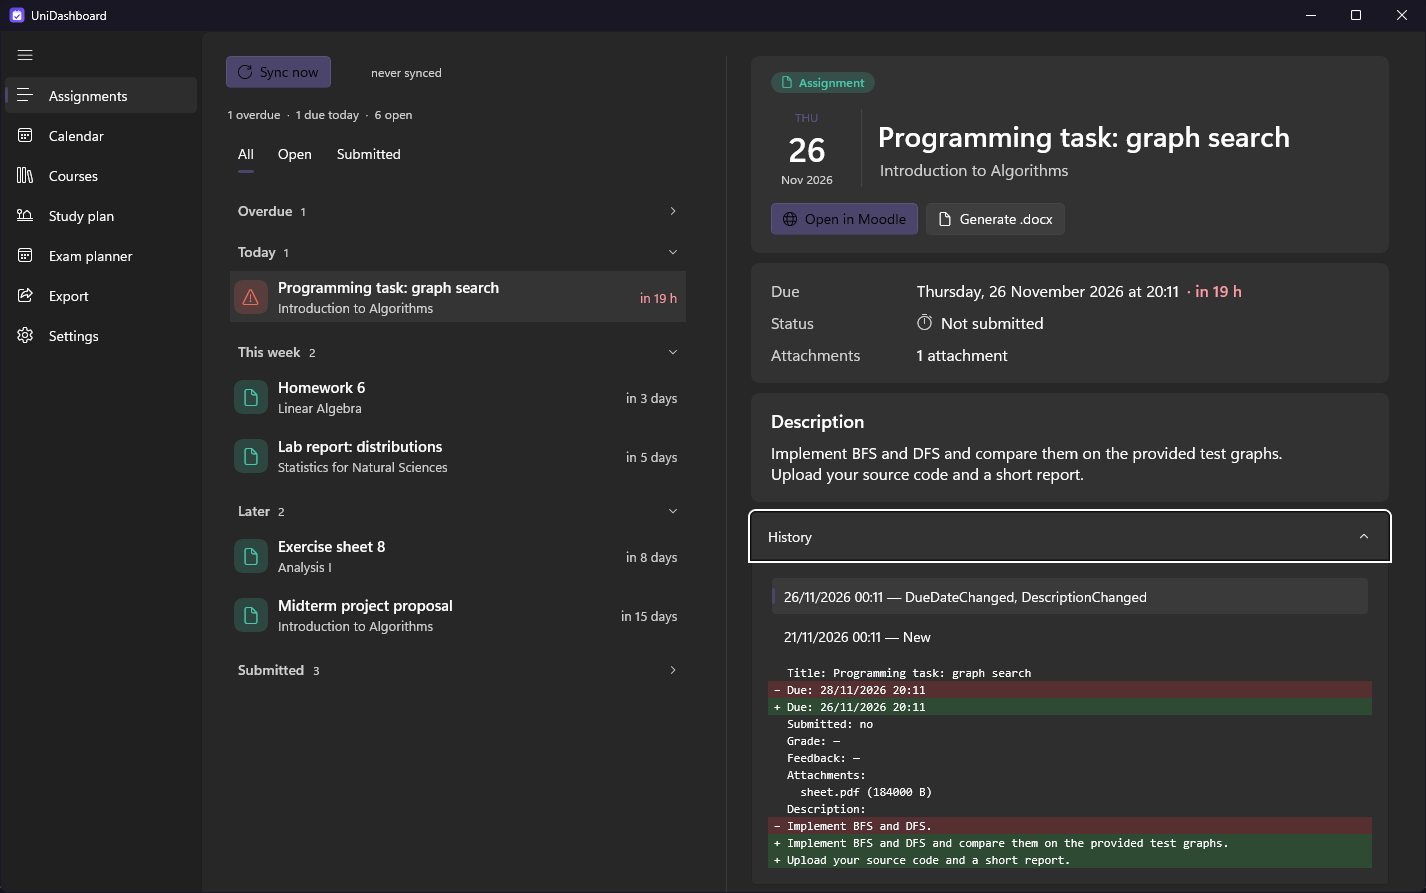 UniDashboard
Assignments
Calendar
Courses
Study plan
Exam planner
Export
Settings
Sync now
never synced
1 overdue · 1 due today · 6 open
All Open Submitted
Overdue 1
Today 1
Programming task: graph search
Introduction to Algorithms
in 19 h
This week 2
Homework 6
Linear Algebra
in 3 days
Lab report: distributions
Statistics for Natural Sciences
in 5 days
Later 2
Exercise sheet 8
Analysis I
in 8 days
Midterm project proposal
Introduction to Algorithms
in 15 days
Submitted 3
Assignment
THU
26
Nov 2026
Programming task: graph search
Introduction to Algorithms
Open in Moodle
Generate .docx
Due Thursday, 26 November 2026 at 20:11 · in 19 h
Status Not submitted
Attachments 1 attachment
Description
Implement BFS and DFS and compare them on the provided test graphs.
Upload your source code and a short report.
History
26/11/2026 00:11 — DueDateChanged, DescriptionChanged
21/11/2026 00:11 — New
Title: Programming task: graph search
- Due: 28/11/2026 20:11
+ Due: 26/11/2026 20:11
Submitted: no
Grade: —
Feedback: —
Attachments:
sheet.pdf (184000 B)
Description:
- Implement BFS and DFS.
+ Implement BFS and DFS and compare them on the provided test graphs.
+ Upload your source code and a short report.